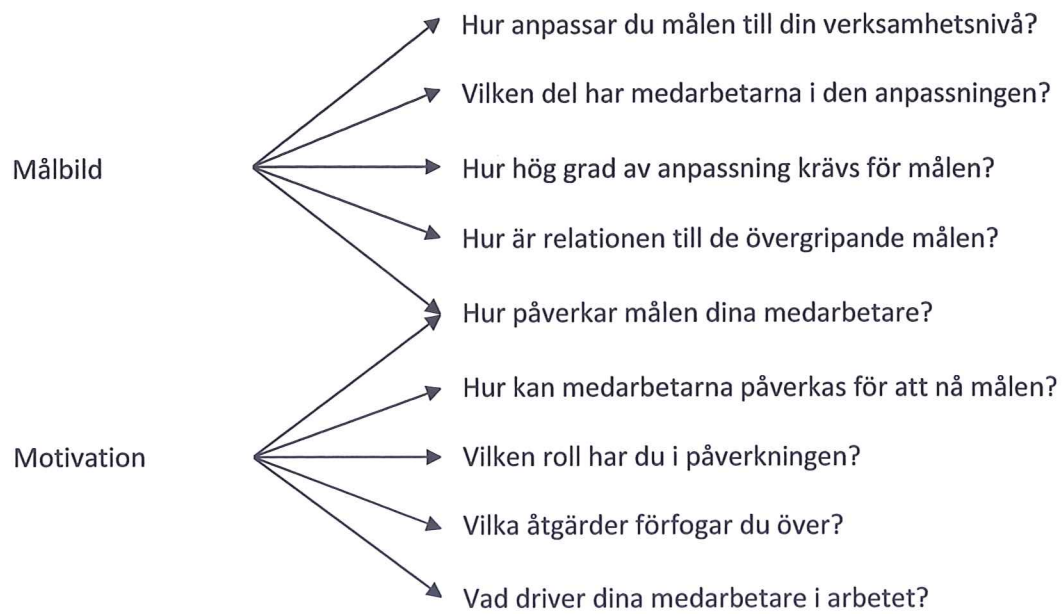 Hur anpassar du målen till din verksamhetsnivå?
Vilken del har medarbetarna i den anpassningen?
Målbild
Hur hög grad av anpassning krävs för målen?
Hur är relationen till de övergripande målen?
Hur påverkar målen dina medarbetare?
Hur kan medarbetarna påverkas för att nå målen?
Motivation
Vilken roll har du i påverkningen?
Vilka åtgärder förfogar du över?
Vad driver dina medarbetare i arbetet?